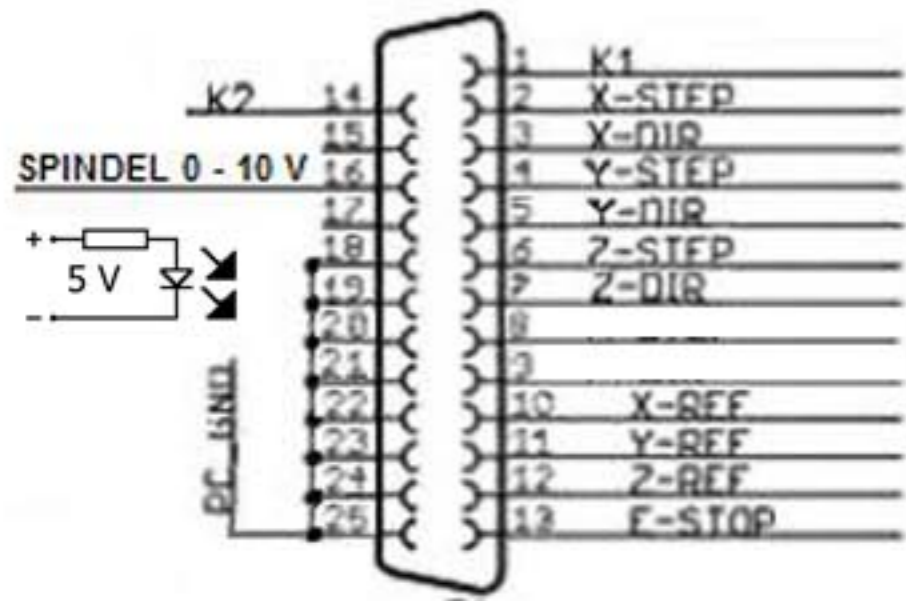 1 K1
K2 14
2 X-STEP
15
3 X-DIR
SPINDEL 0 - 10 V 16
4 Y-STEP
17
5 Y-DIR
+
18
6 Z-STEP
5 V
19
7 Z-DIR
-
20
8
21
9
22
10 X-REF
PC GND
23
11 Y-REF
24
12 Z-REF
25
13 E-STOP